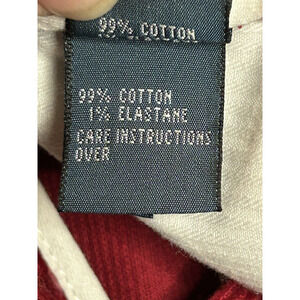 99% COTTON
99% COTTON
1% ELASTANE
CARE INSTRUCTIONS
OVER